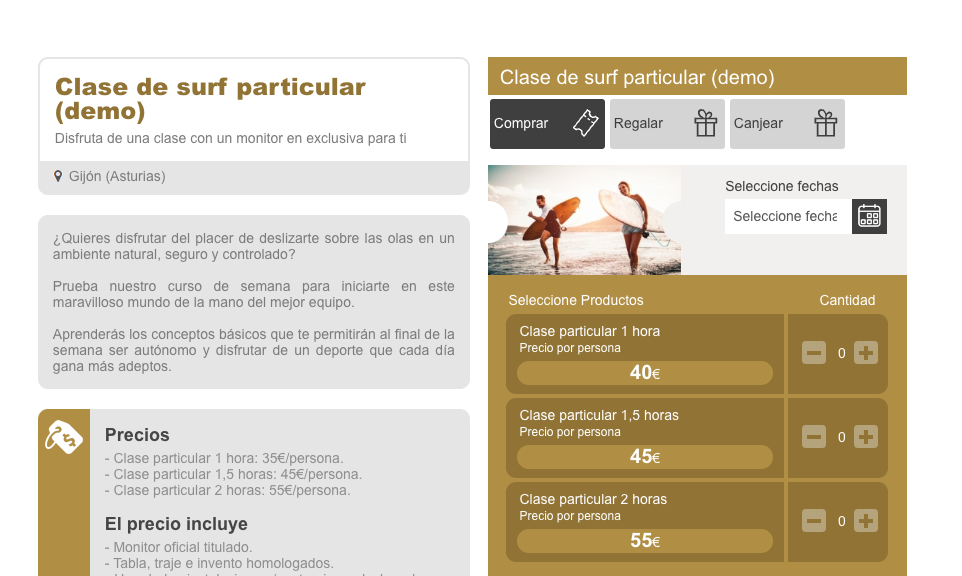 Clase de surf particular
(demo)
Disfruta de una clase con un monitor en exclusiva para ti
Gijón (Asturias)
¿Quieres disfrutar del placer de deslizarte sobre las olas en un
ambiente natural, seguro y controlado?
Prueba nuestro curso de semana para iniciarte en este
maravilloso mundo de la mano del mejor equipo.
Aprenderás los conceptos básicos que te permitirán al final de la
semana ser autónomo y disfrutar de un deporte que cada día
gana más adeptos.
Precios
- Clase particular 1 hora: 35€/persona.
- Clase particular 1,5 horas: 45€/persona.
- Clase particular 2 horas: 55€/persona.
El precio incluye
- Monitor oficial titulado.
- Tabla, traje e invento homologados.
Clase de surf particular (demo)
Comprar
Regalar
Canjear
Seleccione fechas
Seleccione fecha
Seleccione Productos
Cantidad
Clase particular 1 hora
Precio por persona
40€
0
Clase particular 1,5 horas
Precio por persona
45€
0
Clase particular 2 horas
Precio por persona
55€
0